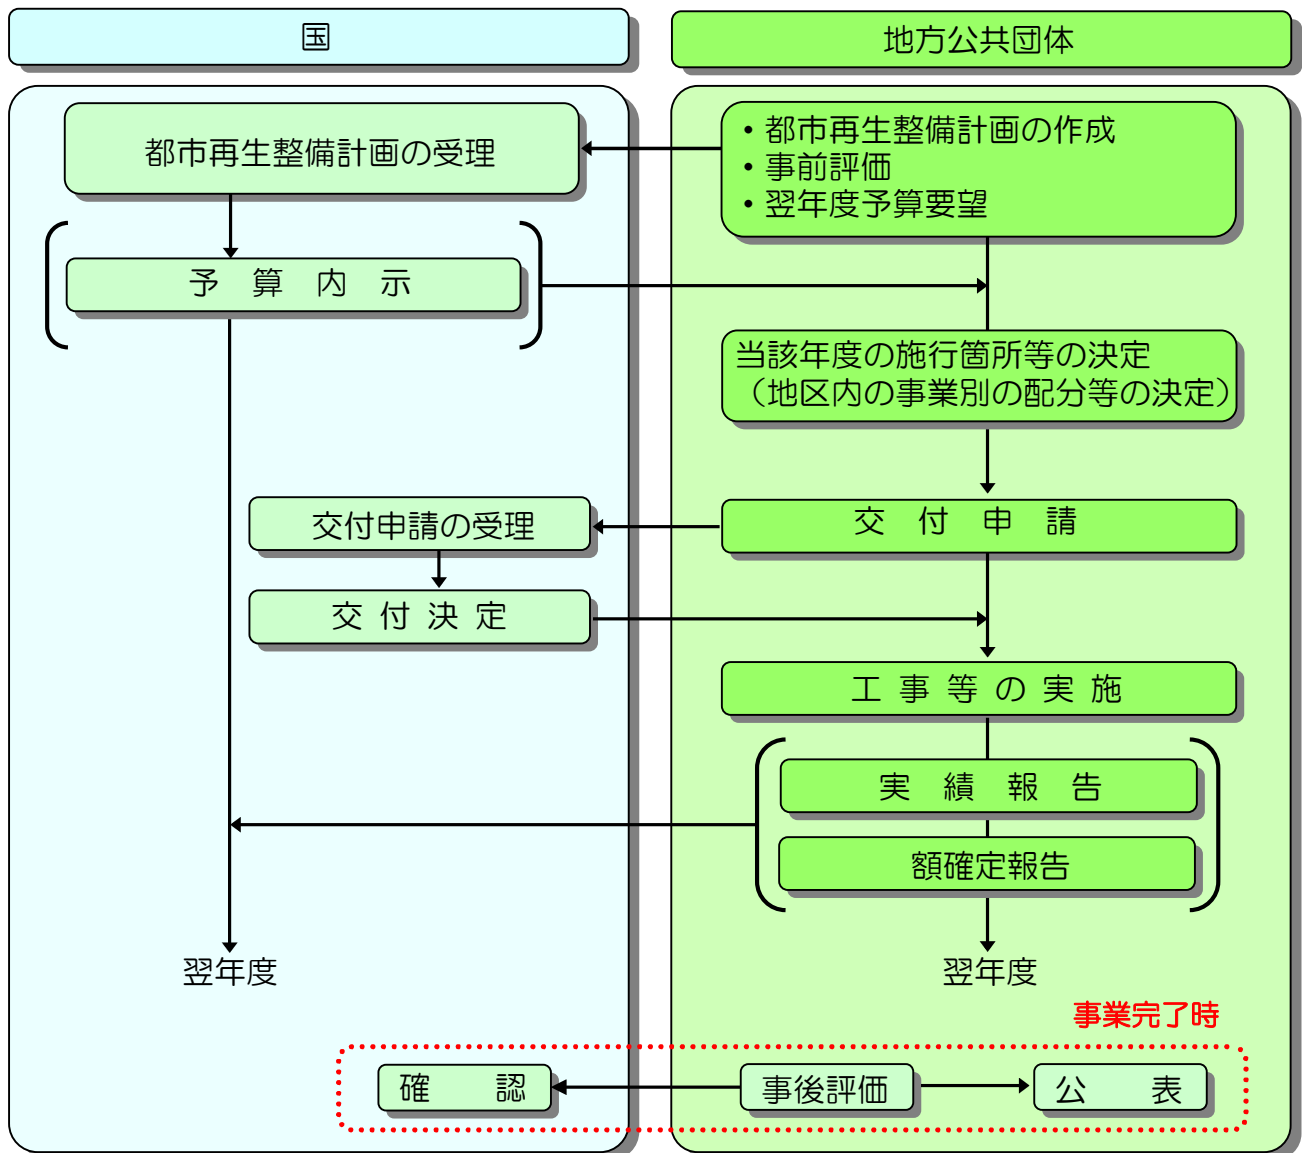 国
地方公共団体
都市再生整備計画の受理
・都市再生整備計画の作成
・事前評価
・翌年度予算要望
予 算 内 示
当該年度の施行箇所等の決定
（地区内の事業別の配分等の決定）
交付申請の受理
交 付 申 請
交 付 決 定
工 事 等 の 実 施
実 績 報 告
額確定報告
翌年度
翌年度
事業完了時
確 認
事後評価
公 表